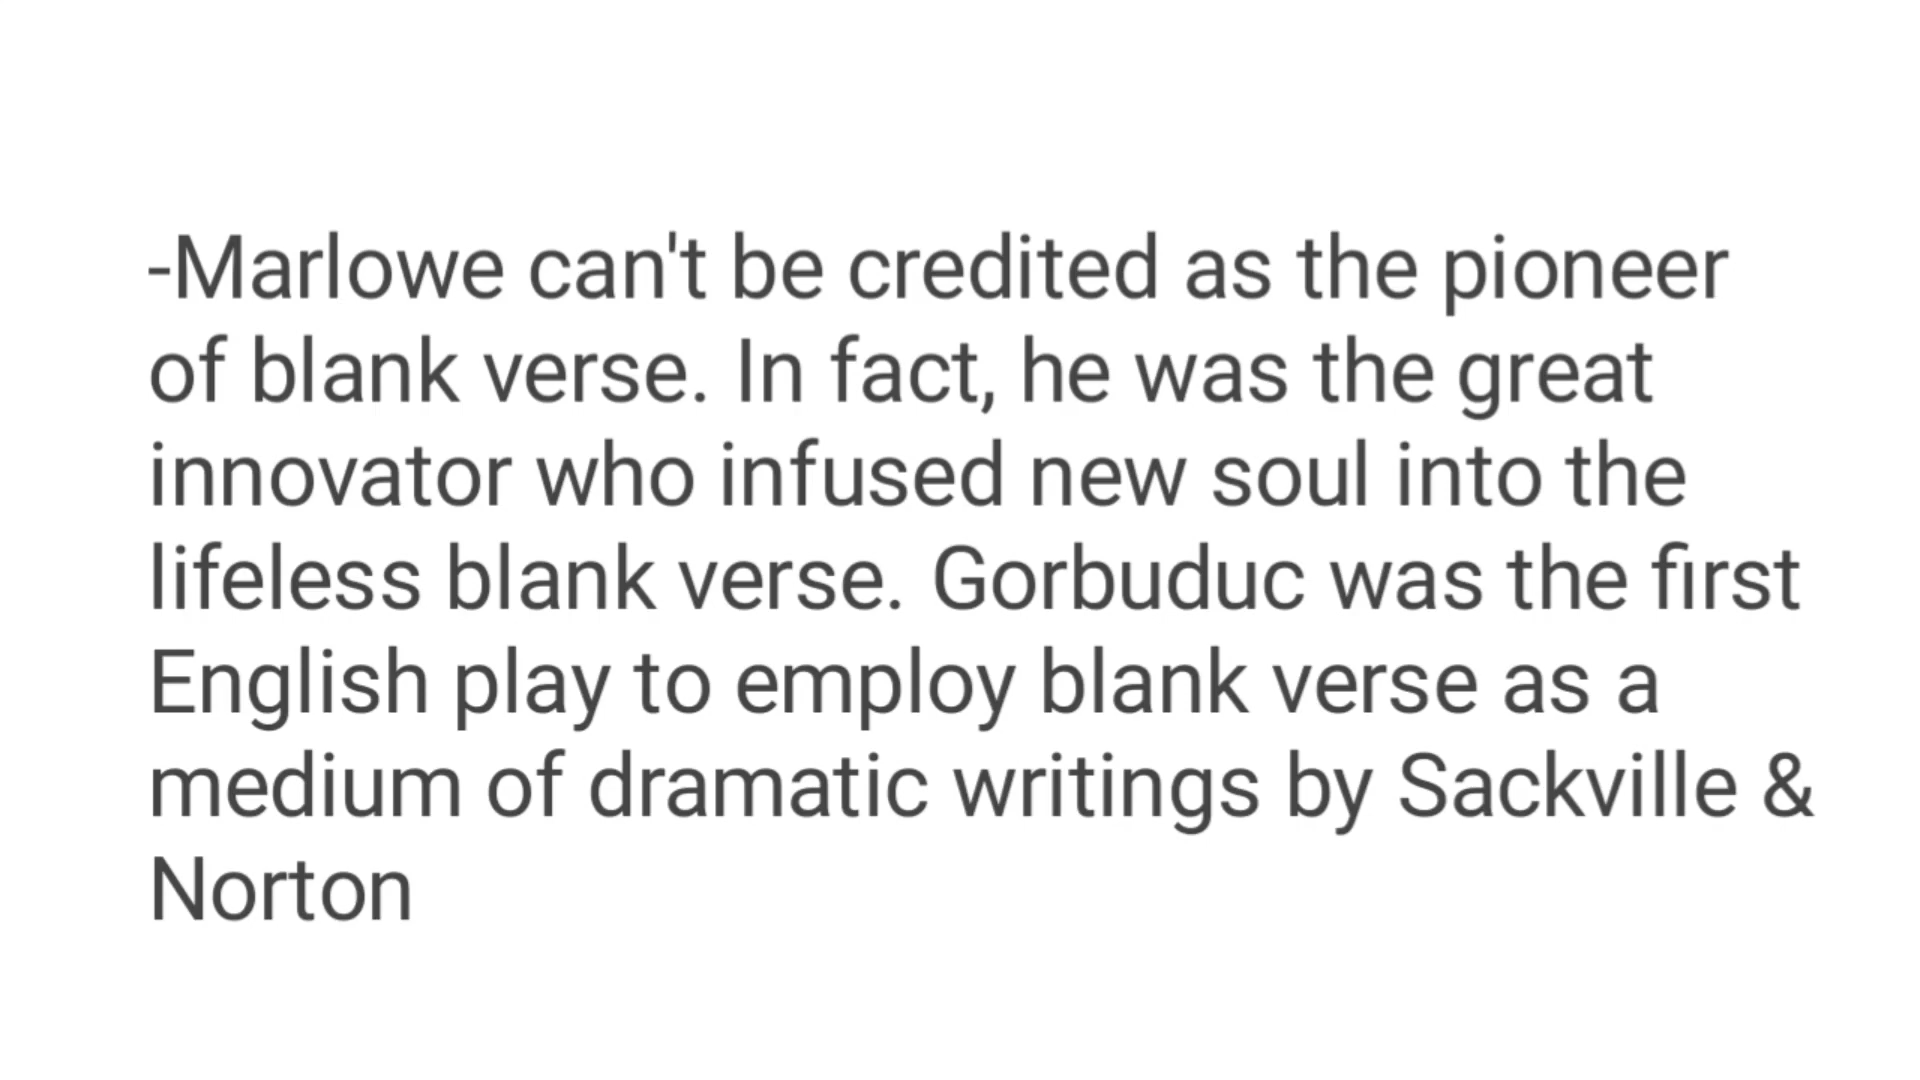 -Marlowe can't be credited as the pioneer
of blank verse. In fact, he was the great
innovator who infused new soul into the
lifeless blank verse. Gorbuduc was the first
English play to employ blank verse as a
medium of dramatic writings by Sackville &
Norton